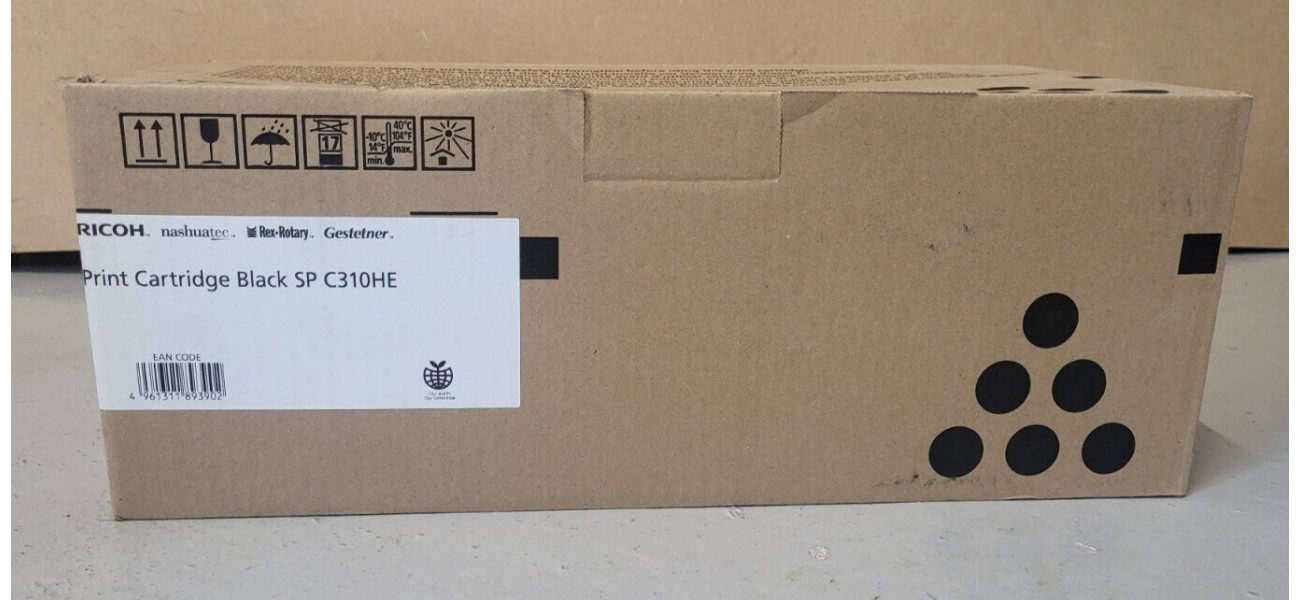 17
-10°C
14°F
min.
40°C
104°F
max.
RICOH nashuatec Rex-Rotary Gestetner
Print Cartridge Black SP C310HE
EAN CODE
4 961311 893902